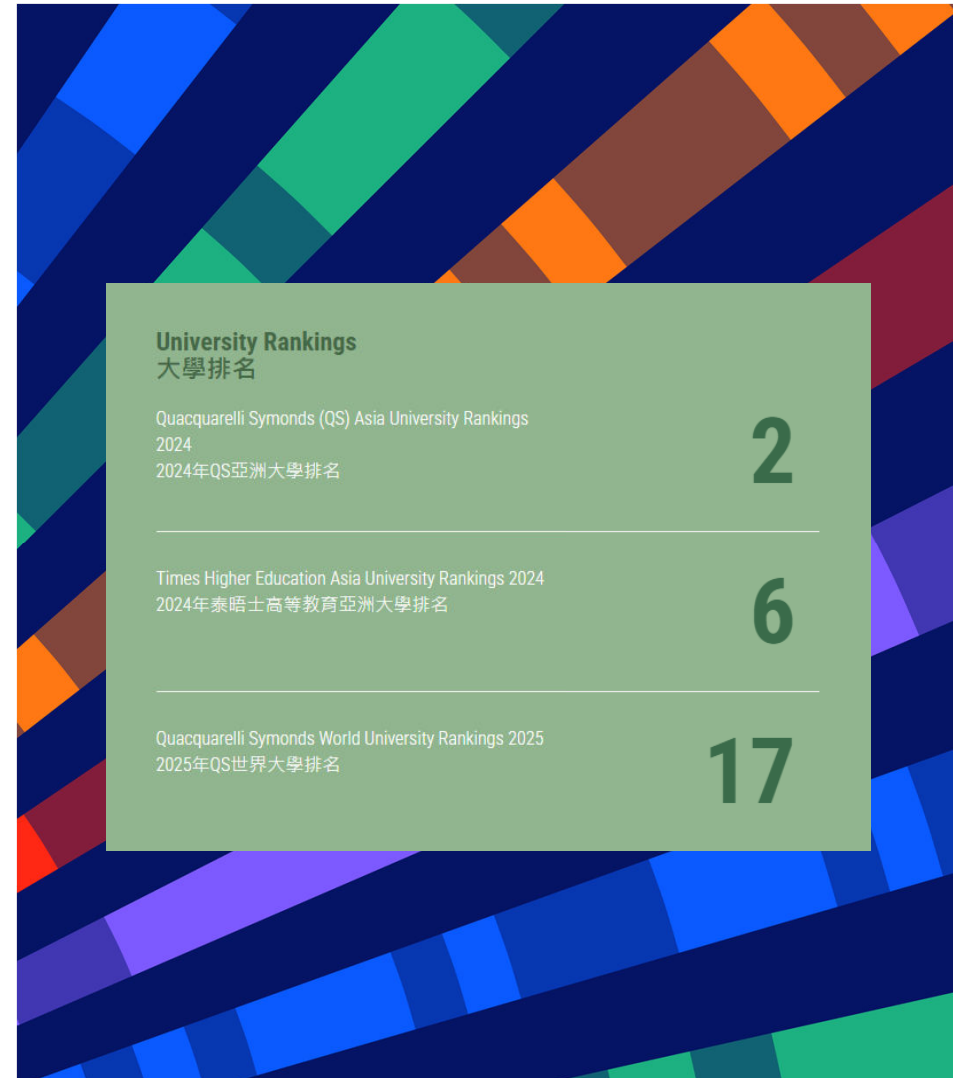 University Rankings
大學排名
Quacquarelli Symonds (QS) Asia University Rankings
2024
2024年QS亞洲大學排名
2
Times Higher Education Asia University Rankings 2024
2024年泰晤士高等教育亞洲大學排名
6
Quacquarelli Symonds World University Rankings 2025
2025年QS世界大學排名
17